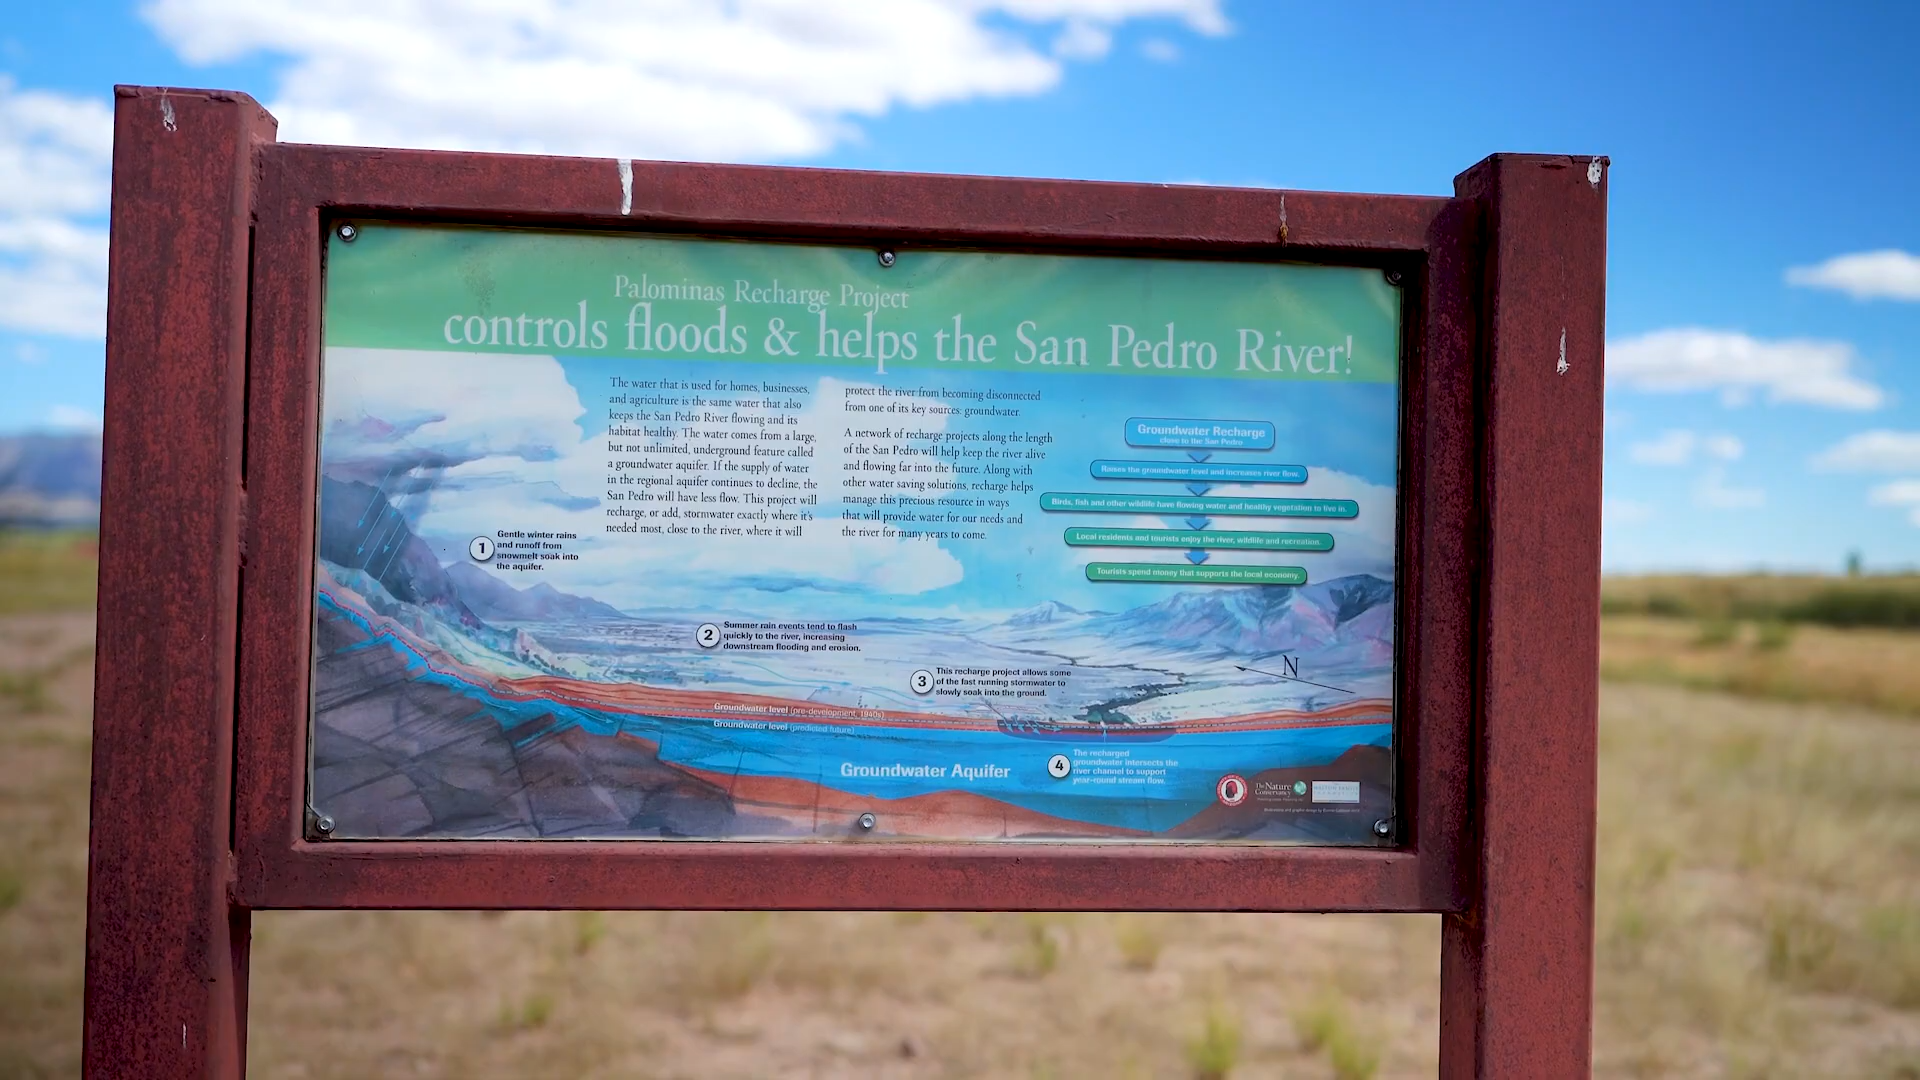 Palominas Recharge Project
controls floods & helps the San Pedro River!
The water that is used for homes, businesses,
and agriculture is the same water that also
keeps the San Pedro River flowing and its
habitat healthy. The water comes from a large,
but not unlimited, underground feature called
a groundwater aquifer. If the supply of water
in the regional aquifer continues to decline, the
San Pedro will have less flow. This project will
recharge, or add, stormwater exactly where it's
needed most, close to the river, where it will
protect the river from becoming disconnected
from one of its key sources: groundwater.
A network of recharge projects along the length
of the San Pedro will help keep the river alive
and flowing far into the future. Along with
other water saving solutions, recharge helps
manage this precious resource in ways
that will provide water for our needs and
the river for many years to come.
Groundwater Recharge
close to the San Pedro
Raises the groundwater level and increases river flow.
Birds, fish and other wildlife have flowing water and healthy vegetation to live in.
Local residents and tourists enjoy the river, wildlife and recreation.
Tourists spend money that supports the local economy.
1 Gentle winter rains
and runoff from
snowmelt soak into
the aquifer.
2 Summer rain events tend to flash
quickly to the river, increasing
downstream flooding and erosion.
3 This recharge project allows some
of the fast running stormwater to
slowly soak into the ground.
N
Groundwater level (pre-development, 1940s)
Groundwater level (predicted future)
Groundwater Aquifer
4 The recharged
groundwater intersects the
river channel to support
year-round stream flow.
The Nature
Conservancy